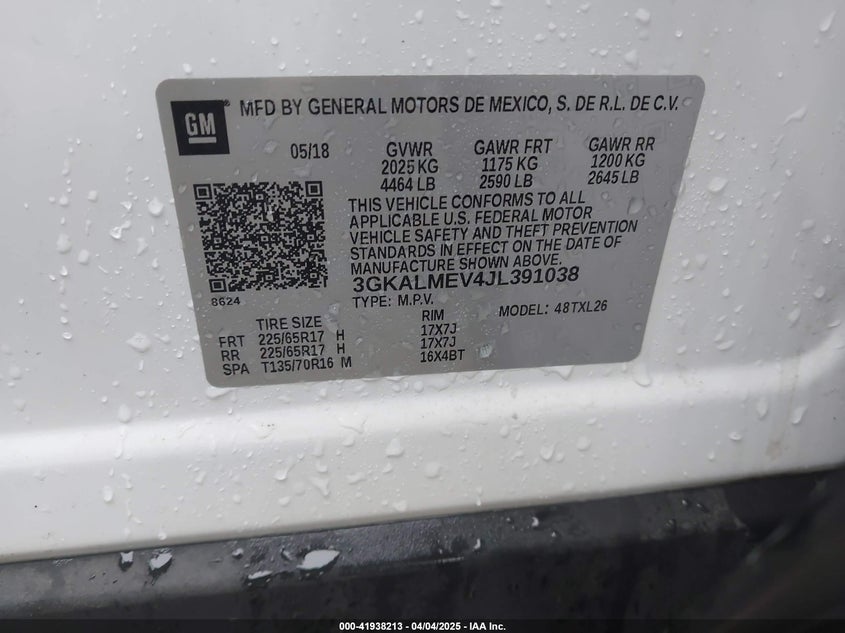 GM® MFD BY GENERAL MOTORS DE MEXICO, S. DE R.L. DE C.V.
05/18 GVWR GAWR FRT GAWR RR
2025 KG 1175 KG 1200 KG
4464 LB 2590 LB 2645 LB
THIS VEHICLE CONFORMS TO ALL
APPLICABLE U.S. FEDERAL MOTOR
VEHICLE SAFETY AND THEFT PREVENTION
STANDARDS IN EFFECT ON THE DATE OF
MANUFACTURE SHOWN ABOVE.
3GKALMEV4JL391038
8624 TYPE: M.P.V. MODEL: 48TXL26
TIRE SIZE RIM
FRT 225/65R17 H 17X7J
RR 225/65R17 H 17X7J
SPA T135/70R16 M 16X4BT
000-41938213 - 04/04/2025 - IAA Inc.